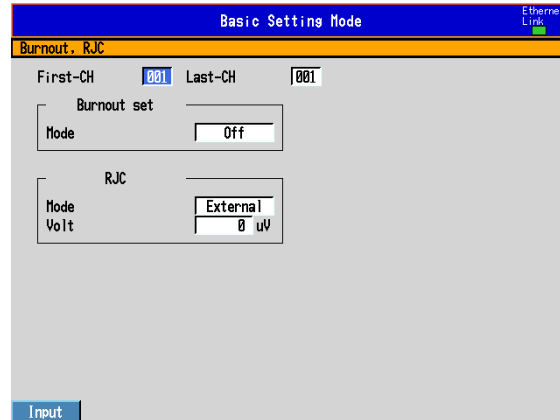 Basic Setting Mode
Etherne
Link
Burnout, RJC
First-CH 001 Last-CH 001
Burnout set
Mode Off
RJC
Mode External
Volt 0 uV
Input